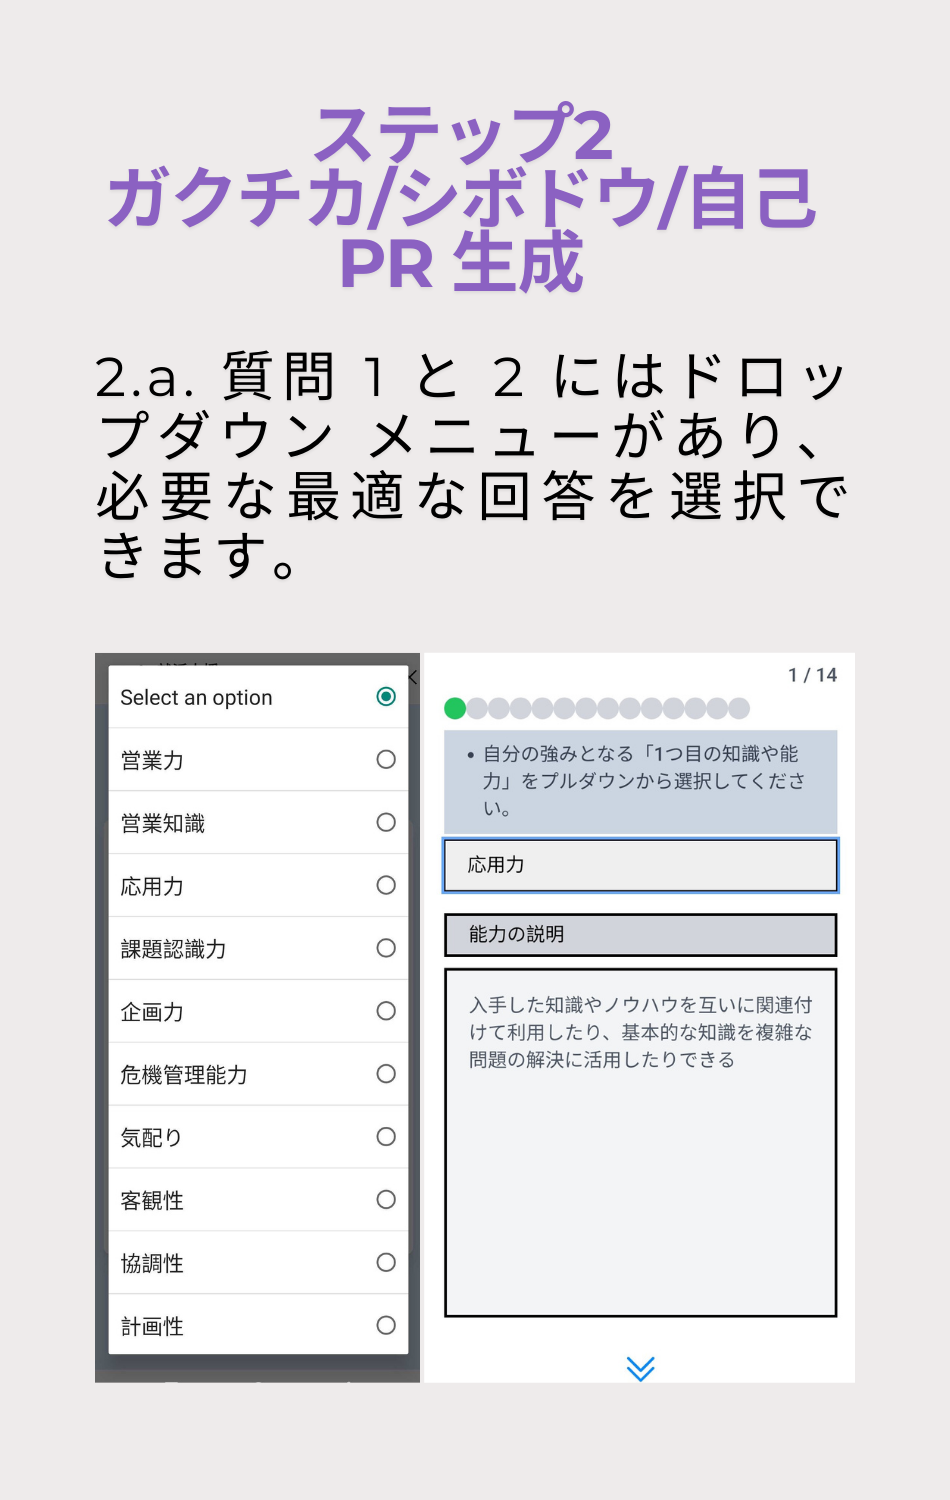 ステップ2
ガクチカ/シボドウ/自己
PR 生成
2.a. 質問 1 と 2 にはドロッ
プダウン メニューがあり、
必要な最適な回答を選択で
きます。
Select an option
営業力
営業知識
応用力
課題認識力
企画力
危機管理能力
気配り
客観性
協調性
計画性
1 / 14
• 自分の強みとなる「1つ目の知識や能
力」をプルダウンから選択してくださ
い。
応用力
能力の説明
入手した知識やノウハウを互いに関連付
けて利用したり、基本的な知識を複雑な
問題の解決に活用したりできる